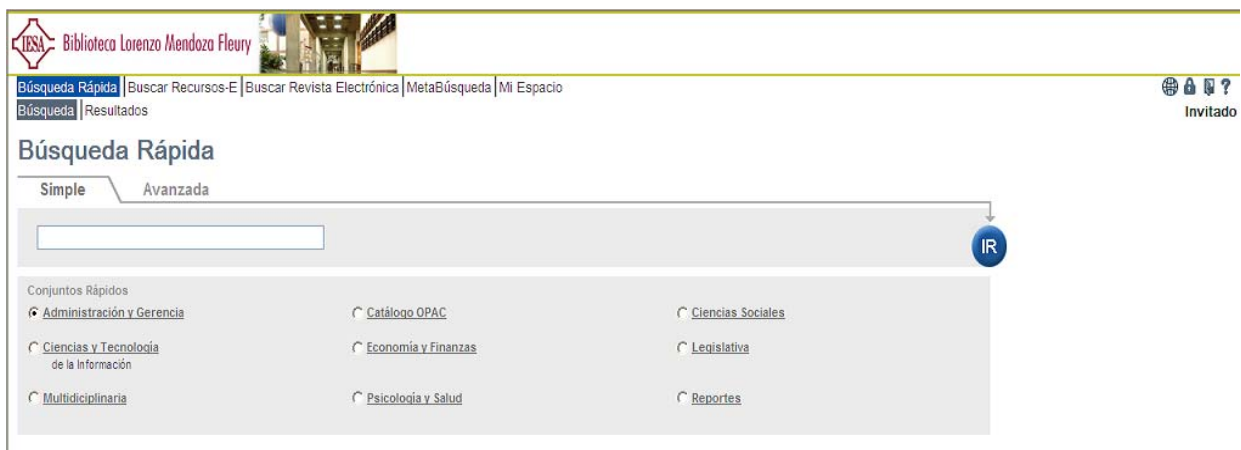 IESA Biblioteca Lorenzo Mendoza Fleury
Búsqueda Rápida Buscar Recursos-E Buscar Revista Electrónica MetaBúsqueda Mi Espacio
?
Búsqueda Resultados
Invitado
Búsqueda Rápida
Simple Avanzada
IR
Conjuntos Rápidos
Administración y Gerencia Catálogo OPAC Ciencias Sociales
Ciencias y Tecnología Economía y Finanzas Legislativa
de la Información
Multidiciplinaria Psicología y Salud Reportes